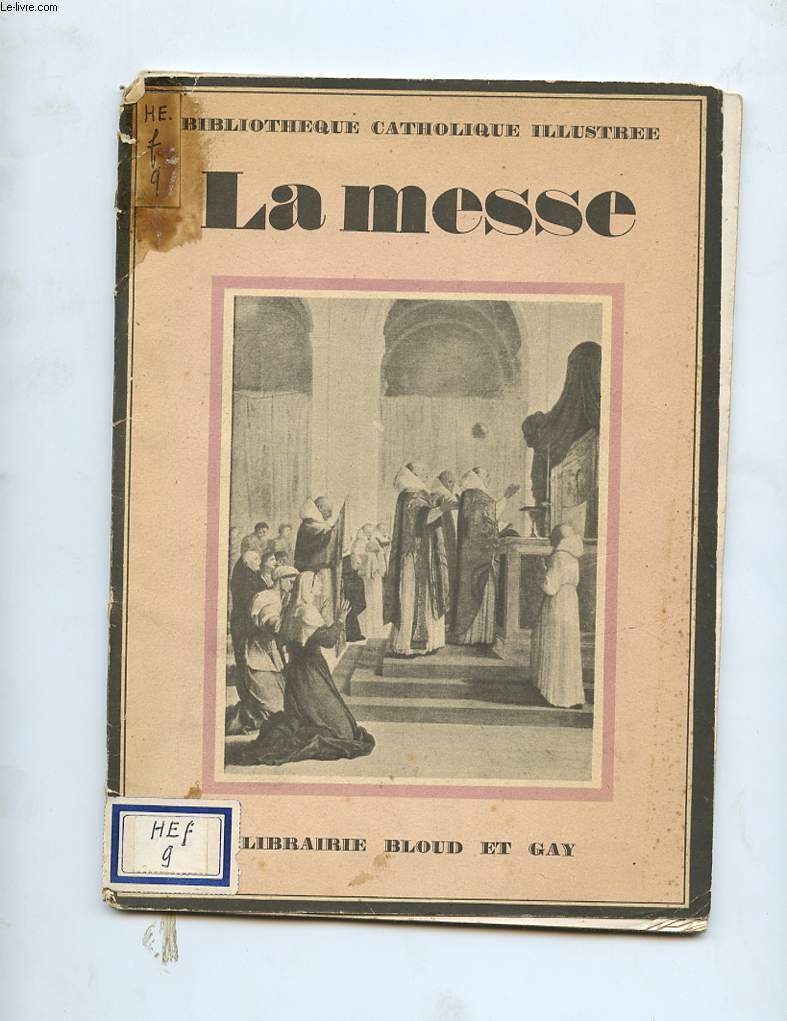 Le-livre.com
HE.
f
9
BIBLIOTHEQUE CATHOLIQUE ILLUSTREE
La messe
HEf
9
LIBRAIRIE BLOUD ET GAY